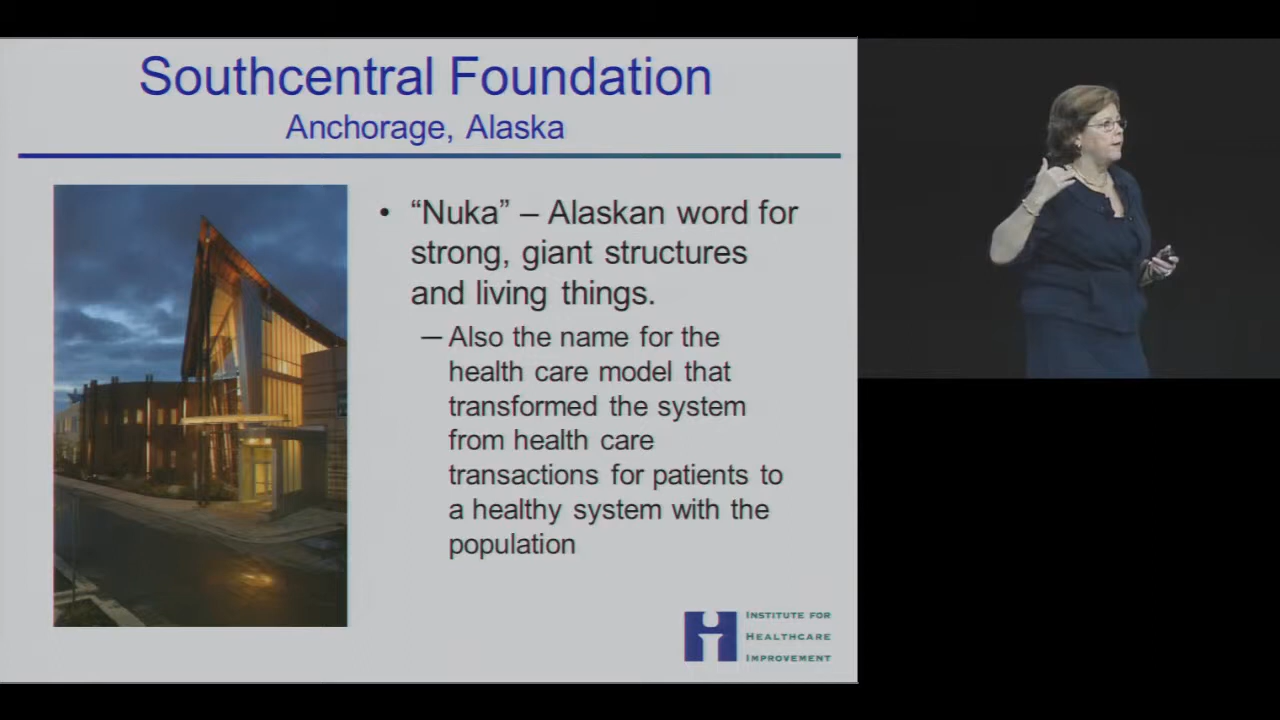 Southcentral Foundation
Anchorage, Alaska
• “Nuka” – Alaskan word for
strong, giant structures
and living things.
– Also the name for the
health care model that
transformed the system
from health care
transactions for patients to
a healthy system with the
population
INSTITUTE FOR
HEALTHCARE
IMPROVEMENT